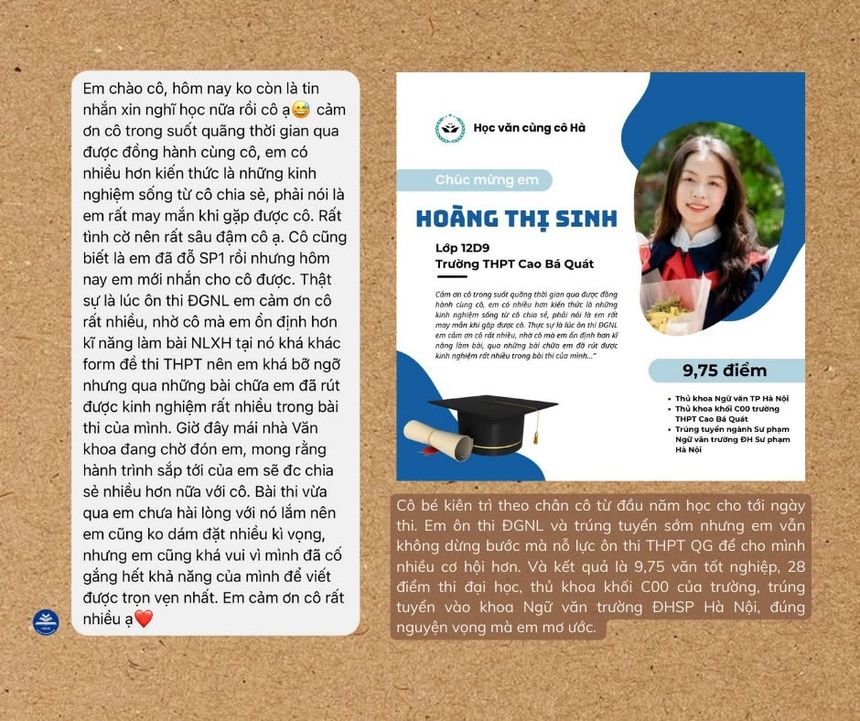 Em chào cô, hôm nay ko còn là tin
nhắn xin nghĩ học nữa rồi cô ạ😅 cảm
ơn cô trong suốt quãng thời gian qua
được đồng hành cùng cô, em có
nhiều hơn kiến thức là những kinh
nghiệm sống từ cô chia sẻ, phải nói là
em rất may mắn khi gặp được cô. Rất
tình cờ nên rất sâu đậm cô ạ. Cô cũng
biết là em đã đỗ SP1 rồi nhưng hôm
nay em mới nhắn cho cô được. Thật
sự là lúc ôn thi ĐGNL em cảm ơn cô
rất nhiều, nhờ cô mà em ổn định hơn
kĩ năng làm bài NLXH tại nó khá khác
form đề thi THPT nên em khá bỡ ngỡ
nhưng qua những bài chữa em đã rút
được kinh nghiệm rất nhiều trong bài
thi của mình. Giờ đây mái nhà Văn
khoa đang chờ đón em, mong rằng
hành trình sắp tới của em sẽ đc chia
sẻ nhiều hơn nữa với cô. Bài thi vừa
qua em chưa hài lòng với nó lắm nên
em cũng ko dám đặt nhiều kì vọng,
nhưng em cũng khá vui vì mình đã cố
gắng hết khả năng của mình để viết
được trọn vẹn nhất. Em cảm ơn cô rất
nhiều ạ❤️
Học văn cùng cô Hà
Chúc mừng em
HOÀNG THỊ SINH
Lớp 12D9
Trường THPT Cao Bá Quát
Cảm ơn cô trong suốt quãng thời gian qua được đồng
hành cùng cô, em có nhiều hơn kiến thức là những
kinh nghiệm sống từ cô chia sẻ, phải nói là em rất
may mắn khi gặp được cô. Thực sự là lúc ôn thi ĐGNL
em cảm ơn cô rất nhiều, nhờ cô mà em ổn định hơn kĩ
năng làm bài, qua những bài chữa em đã rút được
kinh nghiệm rất nhiều trong bài thi của mình..."
9,75 điểm
• Thủ khoa Ngữ văn TP Hà Nội
• Thủ khoa khối C00 trường
THPT Cao Bá Quát
• Trúng tuyển ngành Sư phạm
Ngữ văn trường ĐH Sư phạm
Hà Nội
Cô bé kiên trì theo chân cô từ đầu năm học cho tới ngày
thi. Em ôn thi ĐGNL và trúng tuyển sớm nhưng em vẫn
không dừng bước mà nỗ lực ôn thi THPT QG để cho mình
nhiều cơ hội hơn. Và kết quả là 9,75 văn tốt nghiệp, 28
điểm thi đại học, thủ khoa khối C00 của trường, trúng
tuyển vào khoa Ngữ văn trường ĐHSP Hà Nội, đúng
nguyện vọng mà em mơ ước.